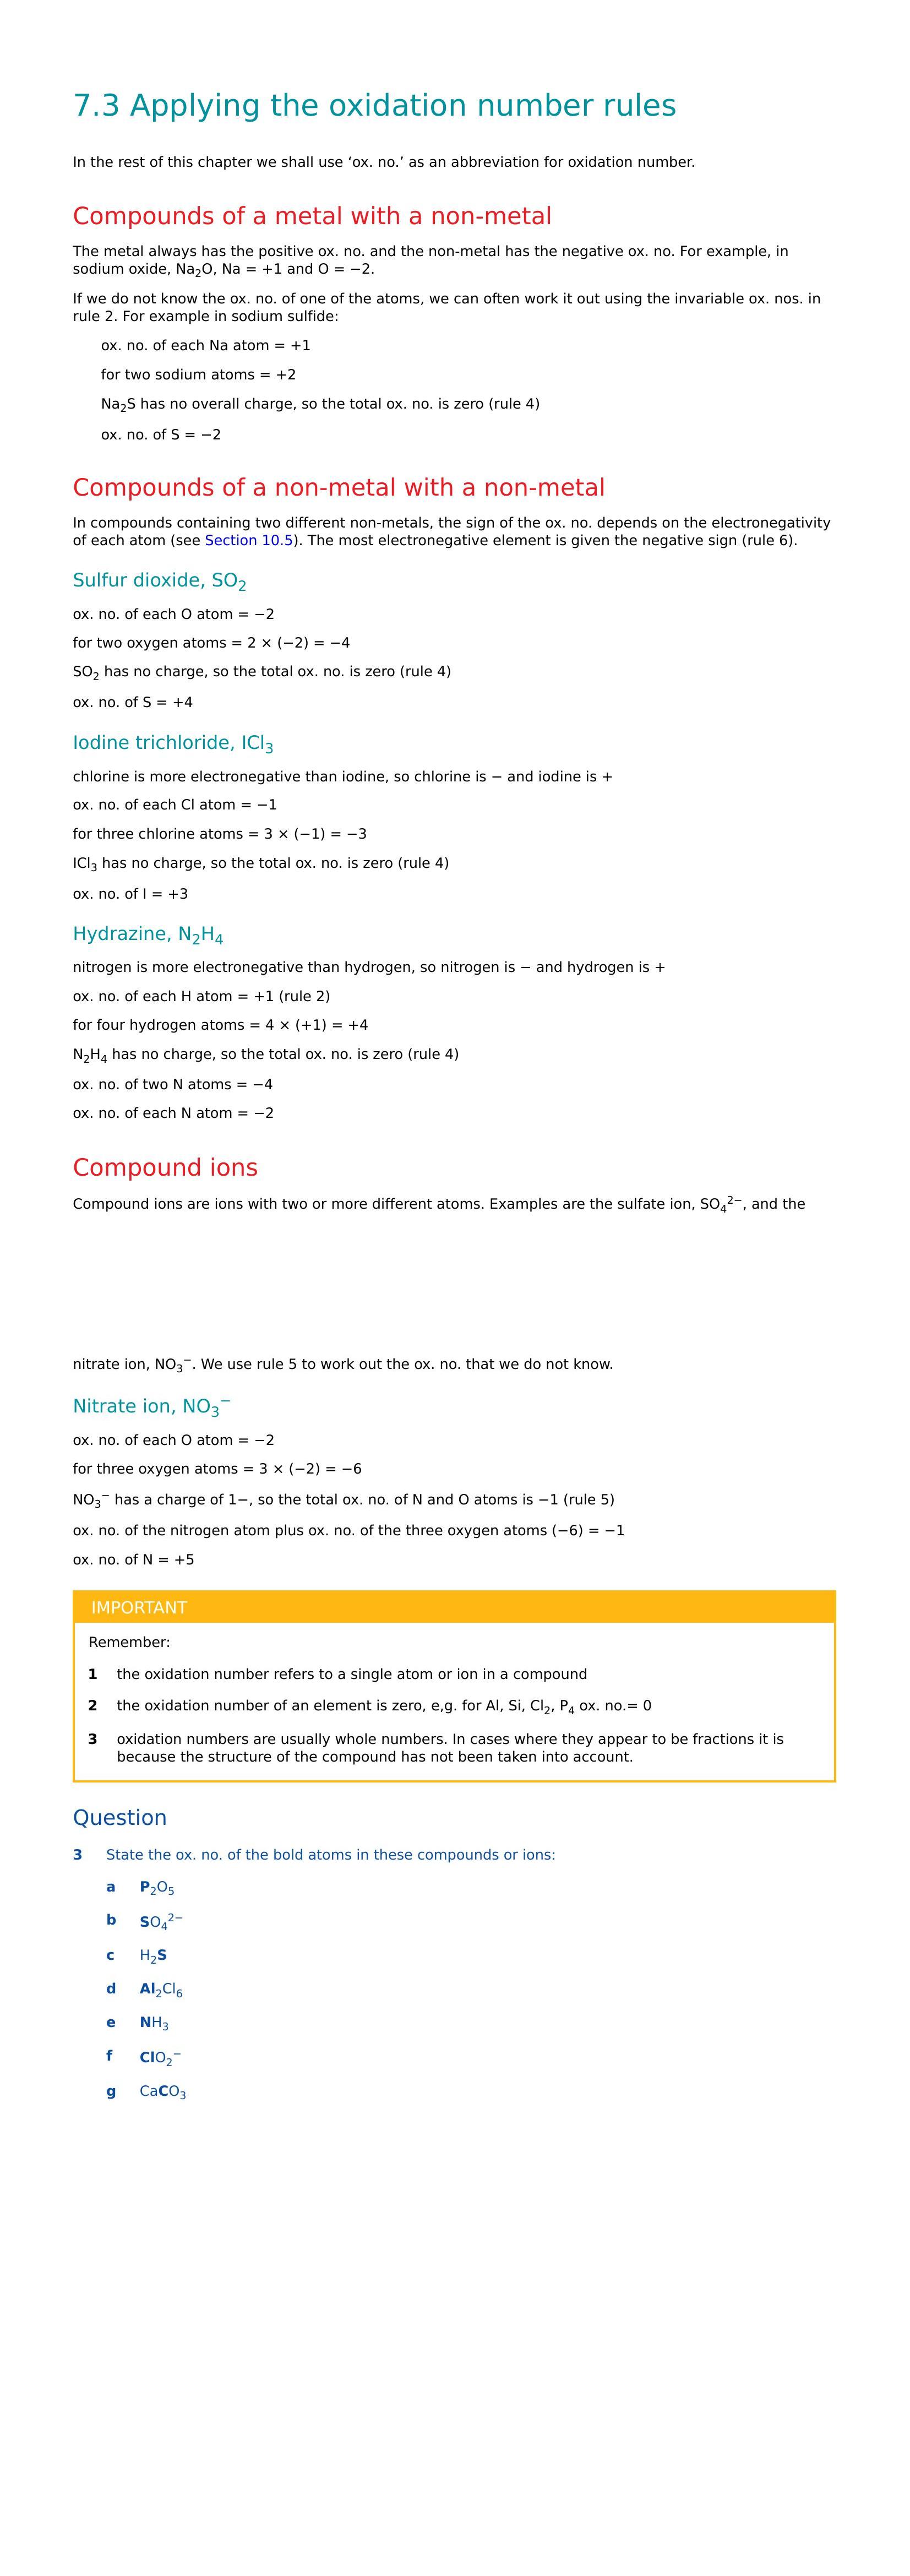 7.3 Applying the oxidation number rules
In the rest of this chapter we shall use ‘ox. no.’ as an abbreviation for oxidation number.
Compounds of a metal with a non-metal
The metal always has the positive ox. no. and the non-metal has the negative ox. no. For example, in
sodium oxide, Na₂O, Na = +1 and O = −2.
If we do not know the ox. no. of one of the atoms, we can often work it out using the invariable ox. nos. in
rule 2. For example in sodium sulfide:
ox. no. of each Na atom = +1
for two sodium atoms = +2
Na₂S has no overall charge, so the total ox. no. is zero (rule 4)
ox. no. of S = −2
Compounds of a non-metal with a non-metal
In compounds containing two different non-metals, the sign of the ox. no. depends on the electronegativity
of each atom (see Section 10.5). The most electronegative element is given the negative sign (rule 6).
Sulfur dioxide, SO₂
ox. no. of each O atom = −2
for two oxygen atoms = 2 × (−2) = −4
SO₂ has no charge, so the total ox. no. is zero (rule 4)
ox. no. of S = +4
Iodine trichloride, ICl₃
chlorine is more electronegative than iodine, so chlorine is − and iodine is +
ox. no. of each Cl atom = −1
for three chlorine atoms = 3 × (−1) = −3
ICl₃ has no charge, so the total ox. no. is zero (rule 4)
ox. no. of I = +3
Hydrazine, N₂H₄
nitrogen is more electronegative than hydrogen, so nitrogen is − and hydrogen is +
ox. no. of each H atom = +1 (rule 2)
for four hydrogen atoms = 4 × (+1) = +4
N₂H₄ has no charge, so the total ox. no. is zero (rule 4)
ox. no. of two N atoms = −4
ox. no. of each N atom = −2
Compound ions
Compound ions are ions with two or more different atoms. Examples are the sulfate ion, SO₄²⁻, and the
nitrate ion, NO₃⁻. We use rule 5 to work out the ox. no. that we do not know.
Nitrate ion, NO₃⁻
ox. no. of each O atom = −2
for three oxygen atoms = 3 × (−2) = −6
NO₃⁻ has a charge of 1−, so the total ox. no. of N and O atoms is −1 (rule 5)
ox. no. of the nitrogen atom plus ox. no. of the three oxygen atoms (−6) = −1
ox. no. of N = +5
IMPORTANT
Remember:
1 the oxidation number refers to a single atom or ion in a compound
2 the oxidation number of an element is zero, e,g. for Al, Si, Cl₂, P₄ ox. no.= 0
3 oxidation numbers are usually whole numbers. In cases where they appear to be fractions it is
because the structure of the compound has not been taken into account.
Question
3 State the ox. no. of the bold atoms in these compounds or ions:
a P₂O₅
b SO₄²⁻
c H₂S
d Al₂Cl₆
e NH₃
f ClO₂⁻
g CaCO₃